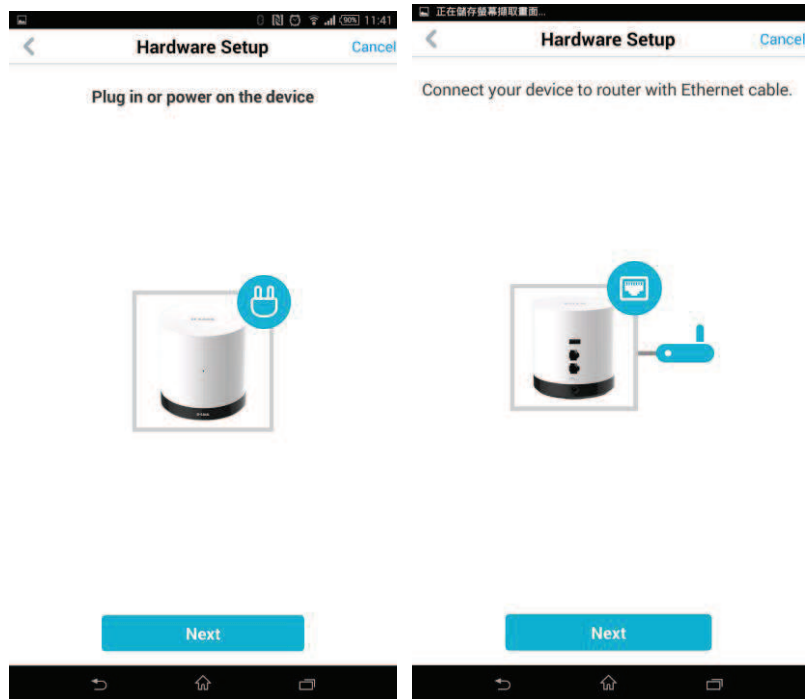 90% 11:41
Hardware Setup
Cancel
Plug in or power on the device
Next
正在儲存螢幕擷取畫面...
Hardware Setup
Cancel
Connect your device to router with Ethernet cable.
Next